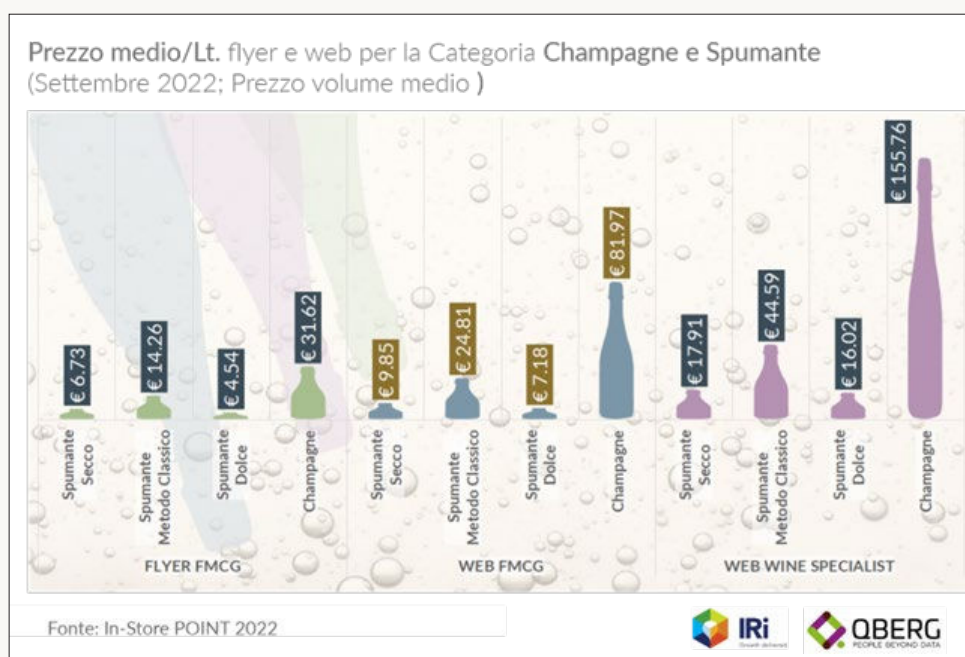 Prezzo medio/Lt. flyer e web per la Categoria Champagne e Spumante
(Settembre 2022; Prezzo volume medio )
€ 6.73
€ 14.26
€ 4.54
€ 31.62
€ 9.85
€ 24.81
€ 7.18
€ 81.97
€ 17.91
€ 44.59
€ 16.02
€ 155.76
Spumante
Secco
Spumante
Metodo Classico
Spumante
Dolce
Champagne
Spumante
Secco
Spumante
Metodo Classico
Spumante
Dolce
Champagne
Spumante
Secco
Spumante
Metodo Classico
Spumante
Dolce
Champagne
FLYER FMCG
WEB FMCG
WEB WINE SPECIALIST
Fonte: In-Store POINT 2022
IRi
Growth delivered
QBERG
PEOPLE BEYOND DATA